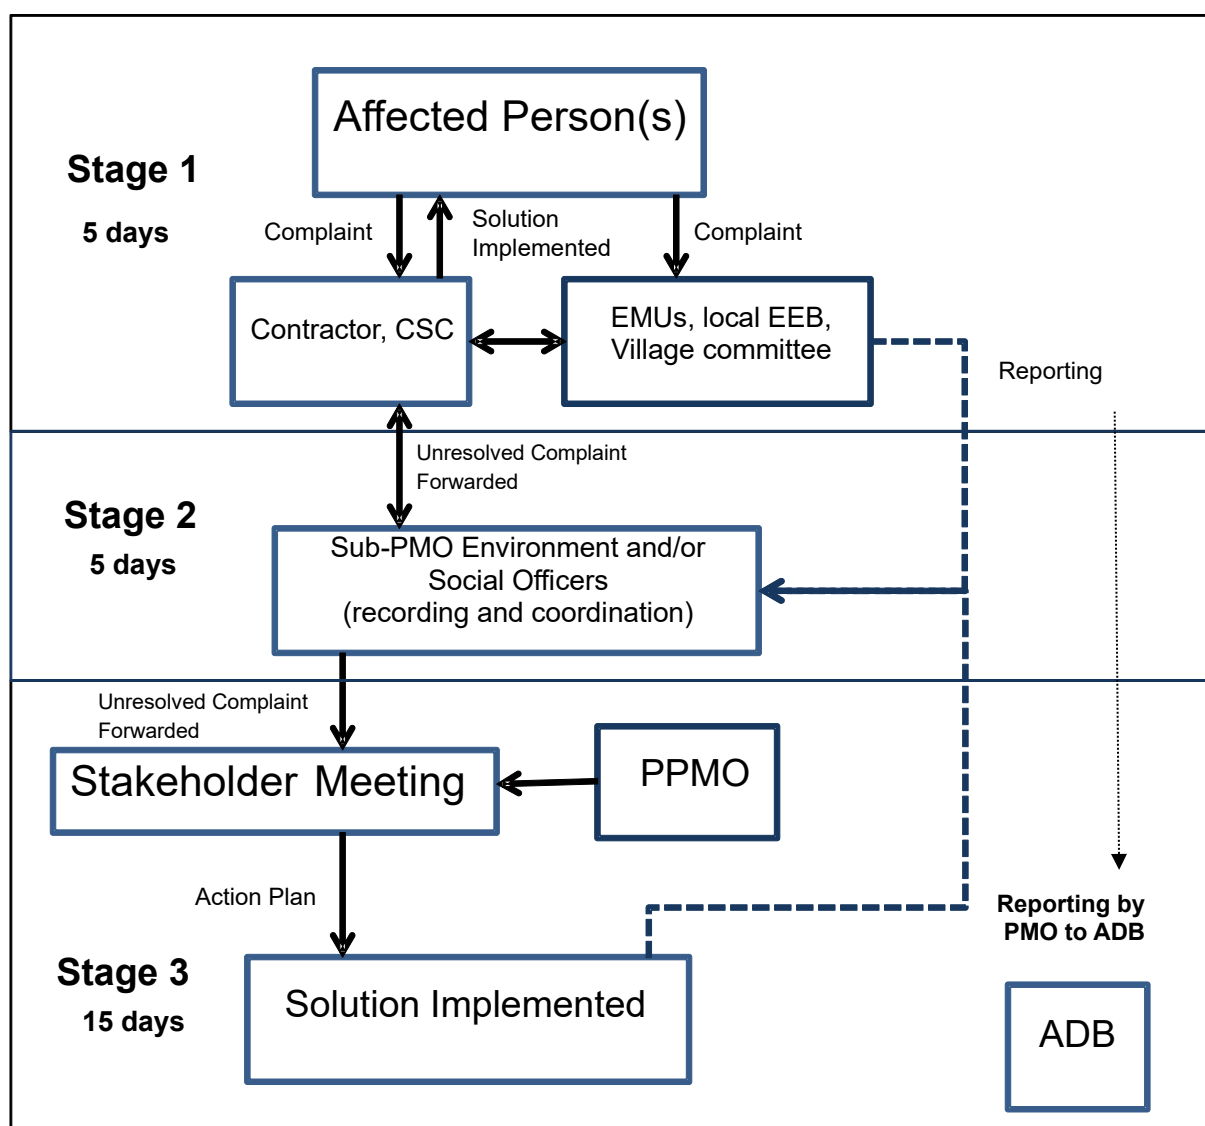 Affected Person(s)
Stage 1
5 days
Complaint
Solution
Implemented
Complaint
Contractor, CSC
EMUs, local EEB,
Village committee
Reporting
Unresolved Complaint
Forwarded
Stage 2
5 days
Sub-PMO Environment and/or
Social Officers
(recording and coordination)
Unresolved Complaint
Forwarded
Stakeholder Meeting
PPMO
Action Plan
Reporting by
PMO to ADB
Stage 3
15 days
Solution Implemented
ADB